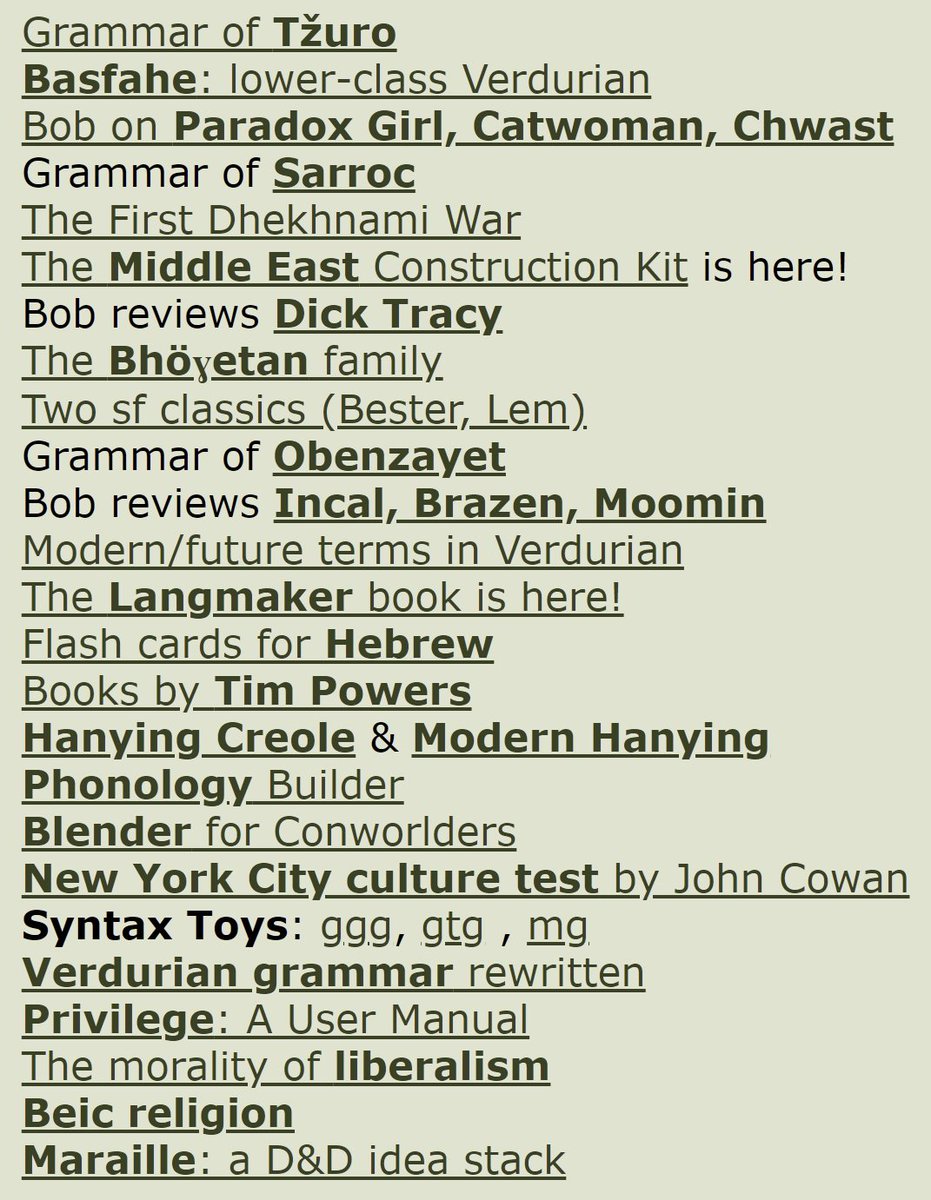 Grammar of Tžuro
Basfahe: lower-class Verdurian
Bob on Paradox Girl, Catwoman, Chwast
Grammar of Sarroc
The First Dhekhnami War
The Middle East Construction Kit is here!
Bob reviews Dick Tracy
The Bhöɣetan family
Two sf classics (Bester, Lem)
Grammar of Obenzayet
Bob reviews Incal, Brazen, Moomin
Modern/future terms in Verdurian
The Langmaker book is here!
Flash cards for Hebrew
Books by Tim Powers
Hanying Creole & Modern Hanying
Phonology Builder
Blender for Conworlders
New York City culture test by John Cowan
Syntax Toys: ggg, gtg , mg
Verdurian grammar rewritten
Privilege: A User Manual
The morality of liberalism
Beic religion
Maraille: a D&D idea stack